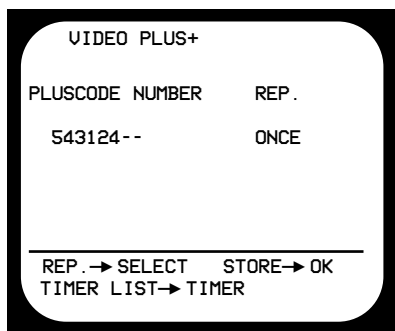 VIDEO PLUS+
PLUSCODE NUMBER REP.
543124-- ONCE
REP.→SELECT STORE→OK
TIMER LIST→TIMER